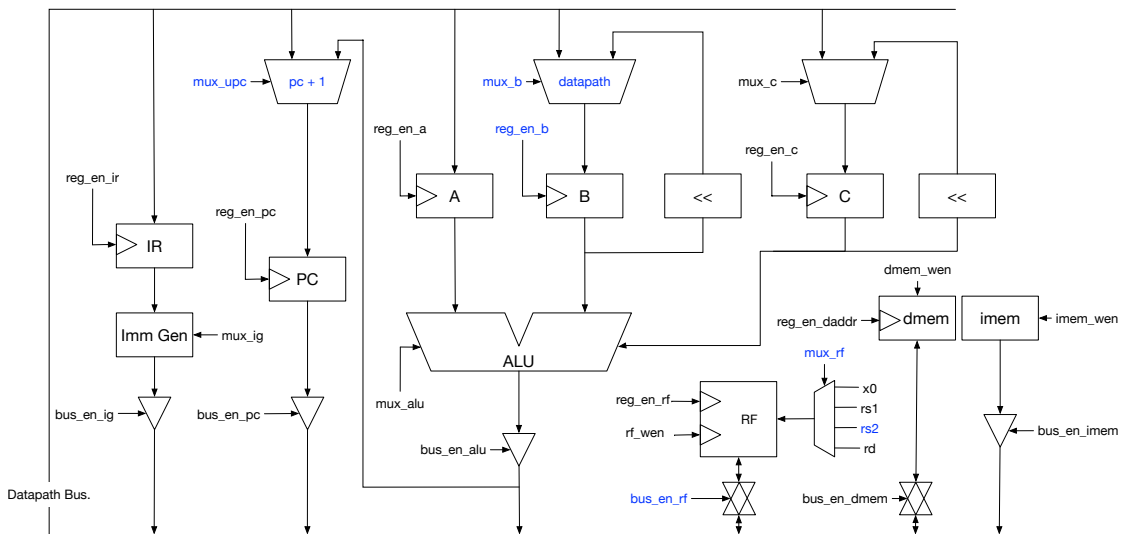 mux_upc
pc + 1
mux_b
datapath
mux_c
reg_en_a
reg_en_b
reg_en_c
reg_en_ir
A
B
<<
C
<<
reg_en_pc
IR
PC
dmem_wen
Imm Gen
mux_ig
reg_en_daddr
dmem
imem
imem_wen
ALU
mux_rf
mux_alu
x0
reg_en_rf
rs1
bus_en_ig
bus_en_pc
RF
rs2
rf_wen
bus_en_imem
bus_en_alu
rd
Datapath Bus.
bus_en_rf
bus_en_dmem